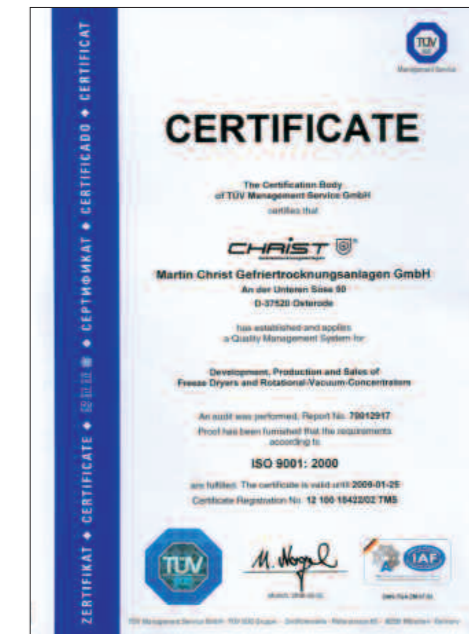 TÜV
Management Service
CERTIFICATE
The Certification Body
of TÜV Management Service GmbH
certifies that
CHRIST
Martin Christ Gefriertrocknungsanlagen GmbH
An der Unteren Söse 50
D-37520 Osterode
has established and applies
a Quality Management System for
Development, Production and Sales of
Freeze Dryers and Rotational-Vacuum-Concentrators
An audit was performed, Report No. 70012917
Proof has been furnished that the requirements
according to
ISO 9001: 2000
are fulfilled. The certificate is valid until 2009-01-25
Certificate Registration No. 12 100 18422/02 TMS
TÜV
IAF
ZERTIFIKAT ◆ CERTIFICATE ◆ ◆ СЕРТИФИКАТ ◆ CERTIFICADO ◆ CERTIFICAT